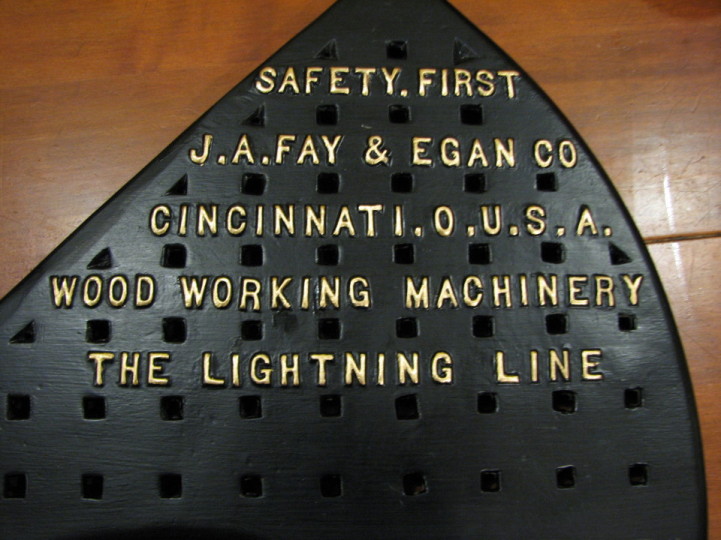 SAFETY.FIRST
J.A.FAY & EGAN CO
CINCINNATI.O.U.S.A.
WOOD WORKING MACHINERY
THE LIGHTNING LINE